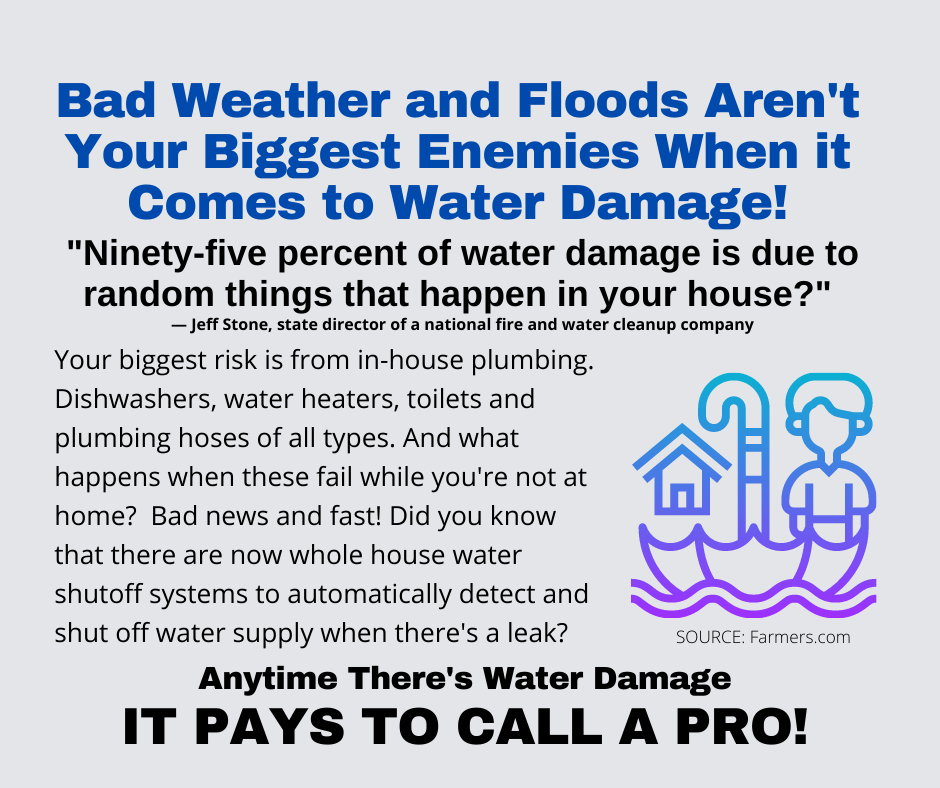 Bad Weather and Floods Aren't
Your Biggest Enemies When it
Comes to Water Damage!
"Ninety-five percent of water damage is due to
random things that happen in your house?"
— Jeff Stone, state director of a national fire and water cleanup company
Your biggest risk is from in-house plumbing.
Dishwashers, water heaters, toilets and
plumbing hoses of all types. And what
happens when these fail while you're not at
home?  Bad news and fast! Did you know
that there are now whole house water
shutoff systems to automatically detect and
shut off water supply when there's a leak?
SOURCE: Farmers.com
Anytime There's Water Damage
IT PAYS TO CALL A PRO!